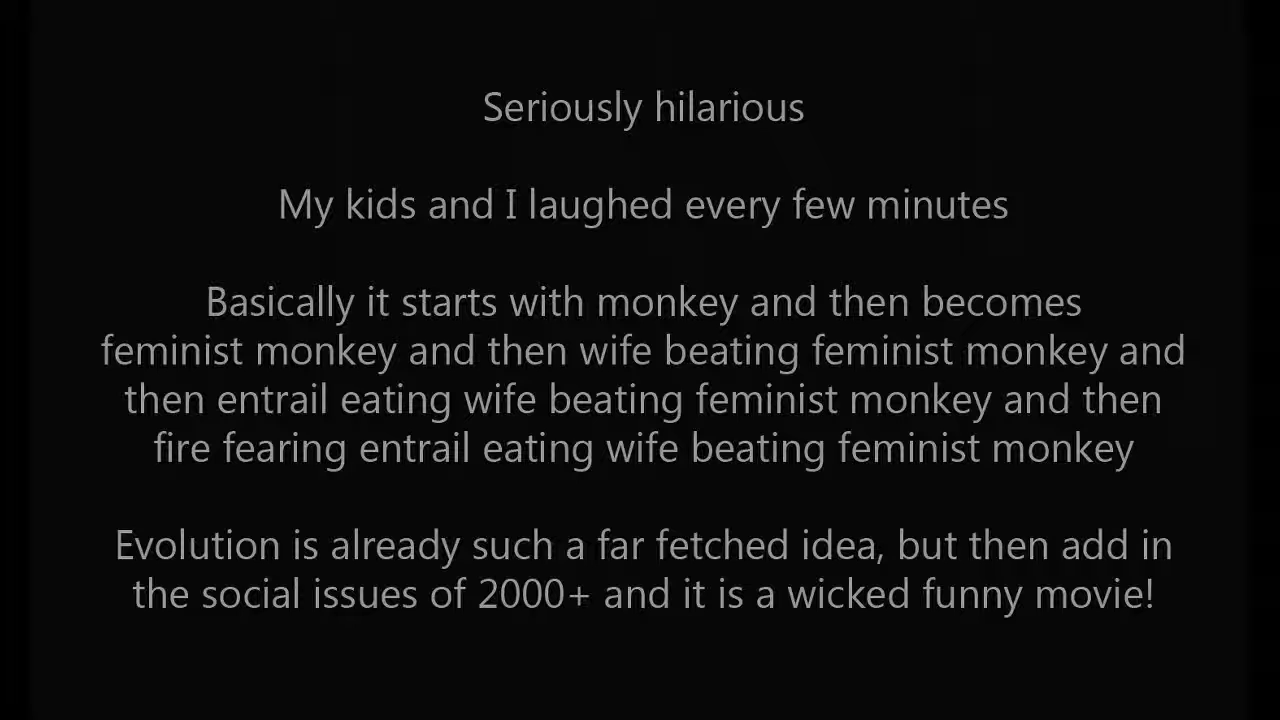 Seriously hilarious
My kids and I laughed every few minutes
Basically it starts with monkey and then becomes
feminist monkey and then wife beating feminist monkey and
then entrail eating wife beating feminist monkey and then
fire fearing entrail eating wife beating feminist monkey
Evolution is already such a far fetched idea, but then add in
the social issues of 2000+ and it is a wicked funny movie!